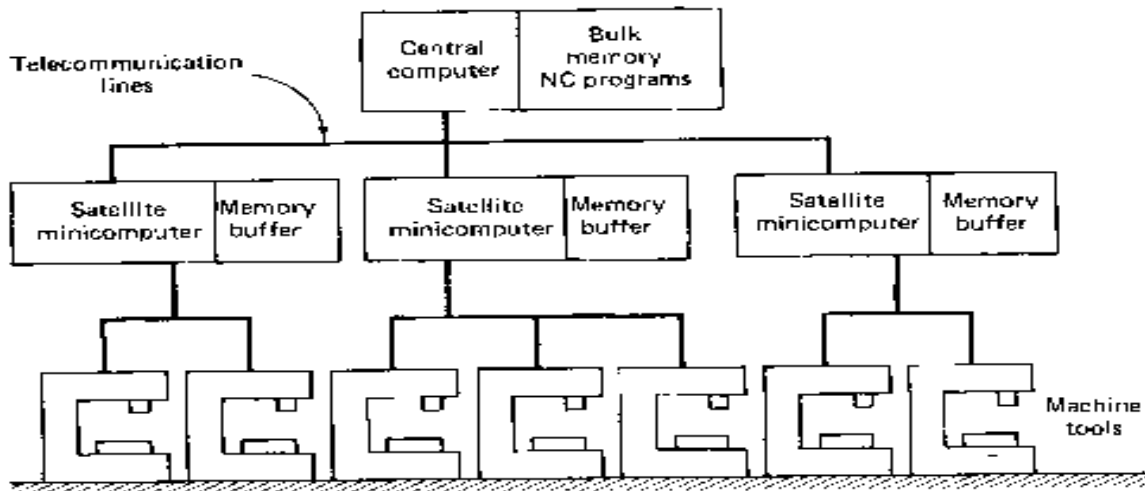 Central
computer
Bulk
memory
NC programs
Telecommunication
lines
Satellite
minicomputer
Memory
buffer
Satellite
minicomputer
Memory
buffer
Satellite
minicomputer
Memory
buffer
Machine
tools